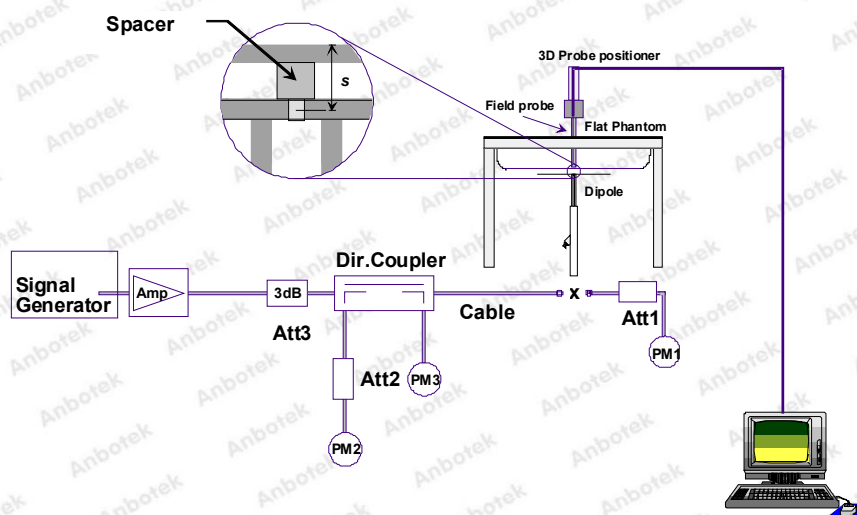 Spacer
s
3D Probe positioner
Field probe
Flat Phantom
Dipole
Dir.Coupler
Signal
Generator
Amp
3dB
Att3
Cable
x
Att1
PM1
Att2
PM3
PM2
Anbotek